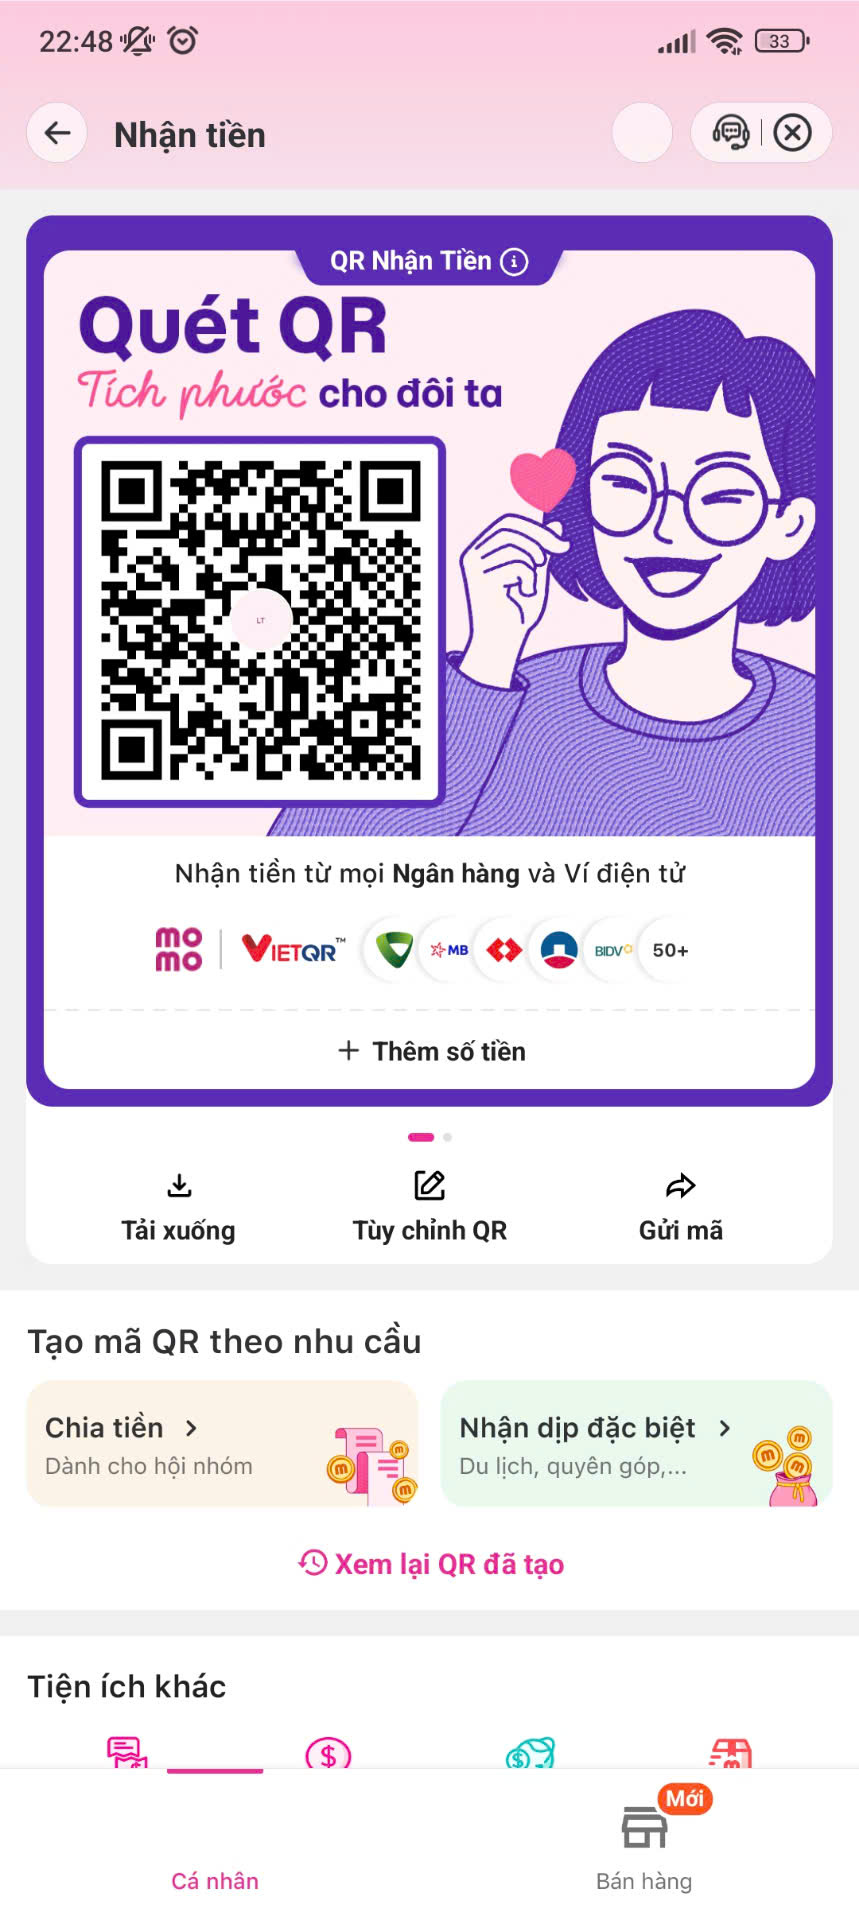 22:48
33
Nhận tiền
QR Nhận Tiền
Quét QR
Tích phước cho đôi ta
LT
Nhận tiền từ mọi Ngân hàng và Ví điện tử
momo VIETQR™ MB BIDV 50+
+ Thêm số tiền
Tải xuống Tùy chỉnh QR Gửi mã
Tạo mã QR theo nhu cầu
Chia tiền
Dành cho hội nhóm
Nhận dịp đặc biệt
Du lịch, quyên góp,...
Xem lại QR đã tạo
Tiện ích khác
Mới
Cá nhân Bán hàng